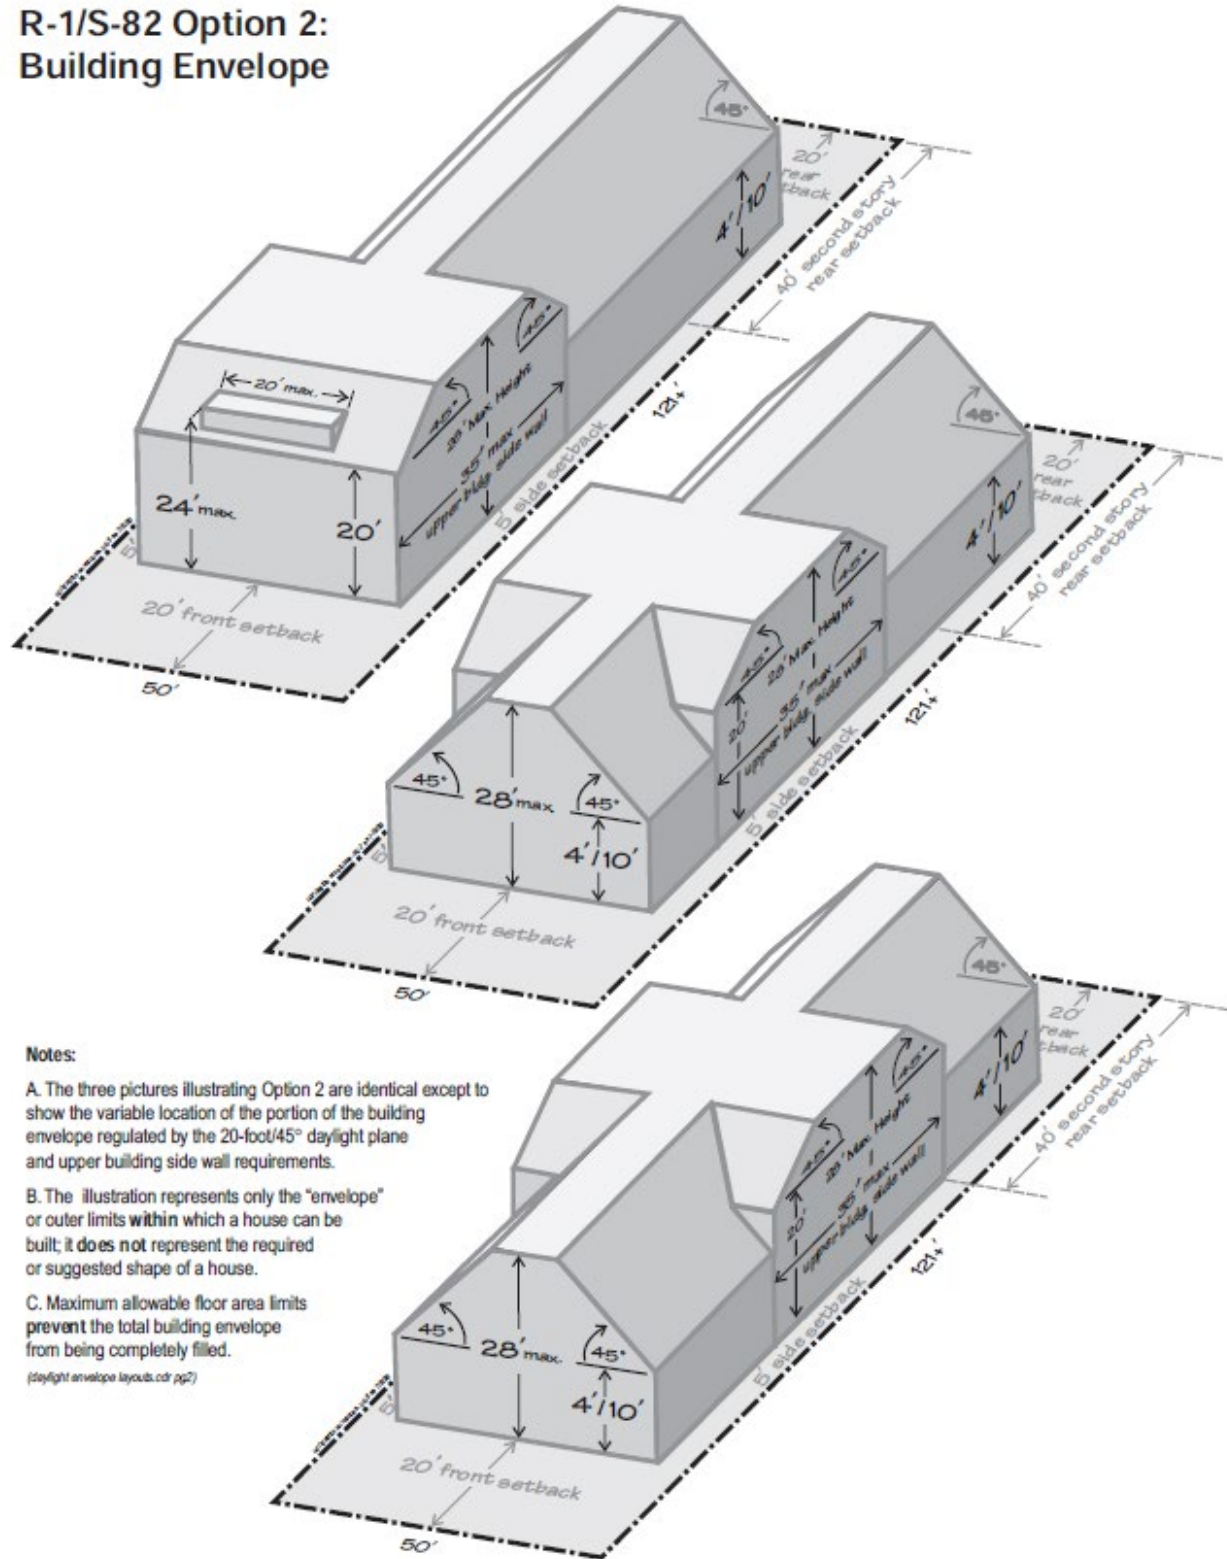 R-1/S-82 Option 2:
Building Envelope
45°
20'
rear
tback
4'/10'
40' second story
rear setback
20' max.
45°
45°
28' Max. Height
35' max
upper bldg. side wall
24' max.
20'
121±'
5' side setback
5'
20' front setback
50'
45°
20'
rear
tback
4'/10'
40' second story
rear setback
45°
45°
28' Max. Height
20'
35' max
upper bldg. side wall
121±'
5' side setback
45°
28' max.
45°
4'/10'
5'
20' front setback
50'
45°
20'
rear
tback
4'/10'
40' second story
rear setback
45°
45°
28' Max. Height
20'
35' max
upper bldg. side wall
121±'
5' side setback
45°
28' max.
45°
4'/10'
5'
20' front setback
50'
Notes:
A. The three pictures illustrating Option 2 are identical except to
show the variable location of the portion of the building
envelope regulated by the 20-foot/45° daylight plane
and upper building side wall requirements.
B. The illustration represents only the “envelope”
or outer limits within which a house can be
built; it does not represent the required
or suggested shape of a house.
C. Maximum allowable floor area limits
prevent the total building envelope
from being completely filled.
(daylight envelope layouts.cdr pg2)